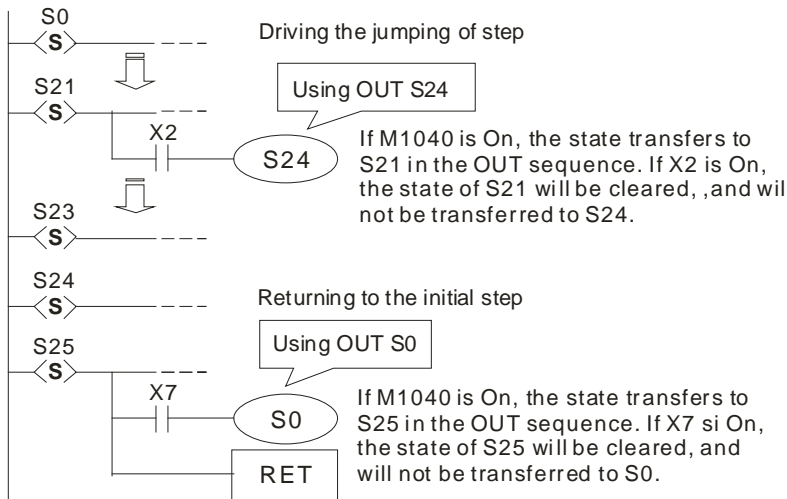 S0
S
Driving the jumping of step
S21
S
Using OUT S24
X2
S24
If M1040 is On, the state transfers to
S21 in the OUT sequence. If X2 is On,
the state of S21 will be cleared, ,and wil
not be transferred to S24.
S23
S
S24
S
Returning to the initial step
S25
S
Using OUT S0
X7
S0
If M1040 is On, the state transfers to
S25 in the OUT sequence. If X7 si On,
the state of S25 will be cleared, and
will not be transferred to S0.
RET